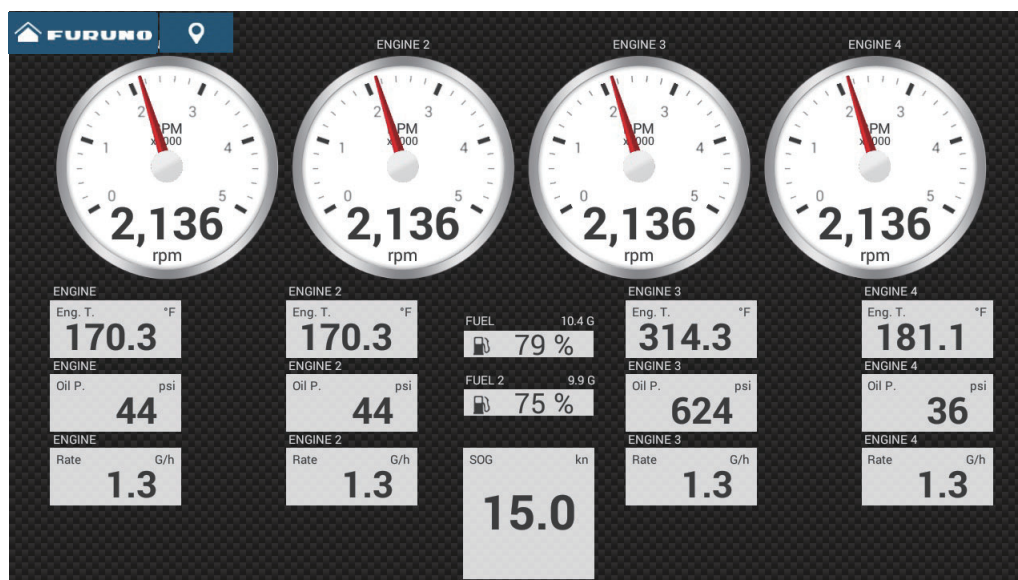 FURUNO
ENGINE 2
ENGINE 3
ENGINE 4
0 1 2 3 4 5
RPM
x1000
2,136
rpm
0 1 2 3 4 5
RPM
x1000
2,136
rpm
0 1 2 3 4 5
RPM
x1000
2,136
rpm
0 1 2 3 4 5
RPM
x1000
2,136
rpm
ENGINE
Eng. T. °F
170.3
ENGINE
Oil P. psi
44
ENGINE
Rate G/h
1.3
ENGINE 2
Eng. T. °F
170.3
ENGINE 2
Oil P. psi
44
ENGINE 2
Rate G/h
1.3
FUEL 10.4 G
79 %
FUEL 2 9.9 G
75 %
SOG kn
15.0
ENGINE 3
Eng. T. °F
314.3
ENGINE 3
Oil P. psi
624
ENGINE 3
Rate G/h
1.3
ENGINE 4
Eng. T. °F
181.1
ENGINE 4
Oil P. psi
36
ENGINE 4
Rate G/h
1.3